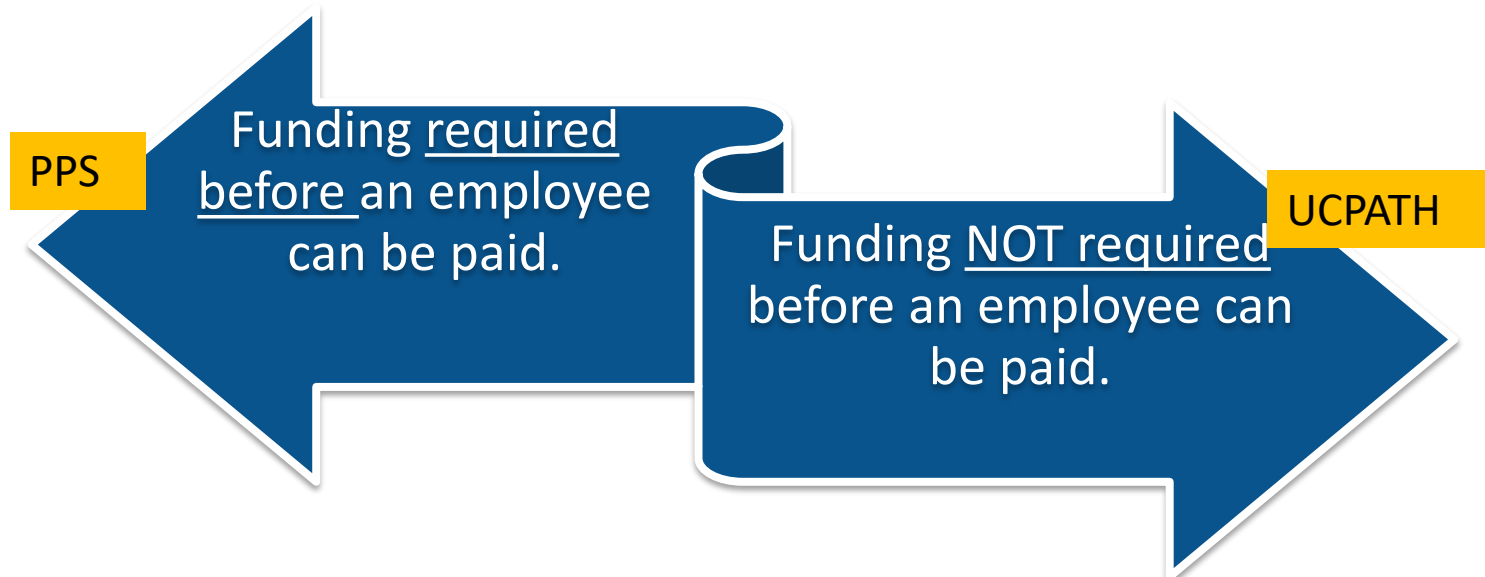 PPS
Funding required
before an employee
can be paid.
UCPATH
Funding NOT required
before an employee can
be paid.